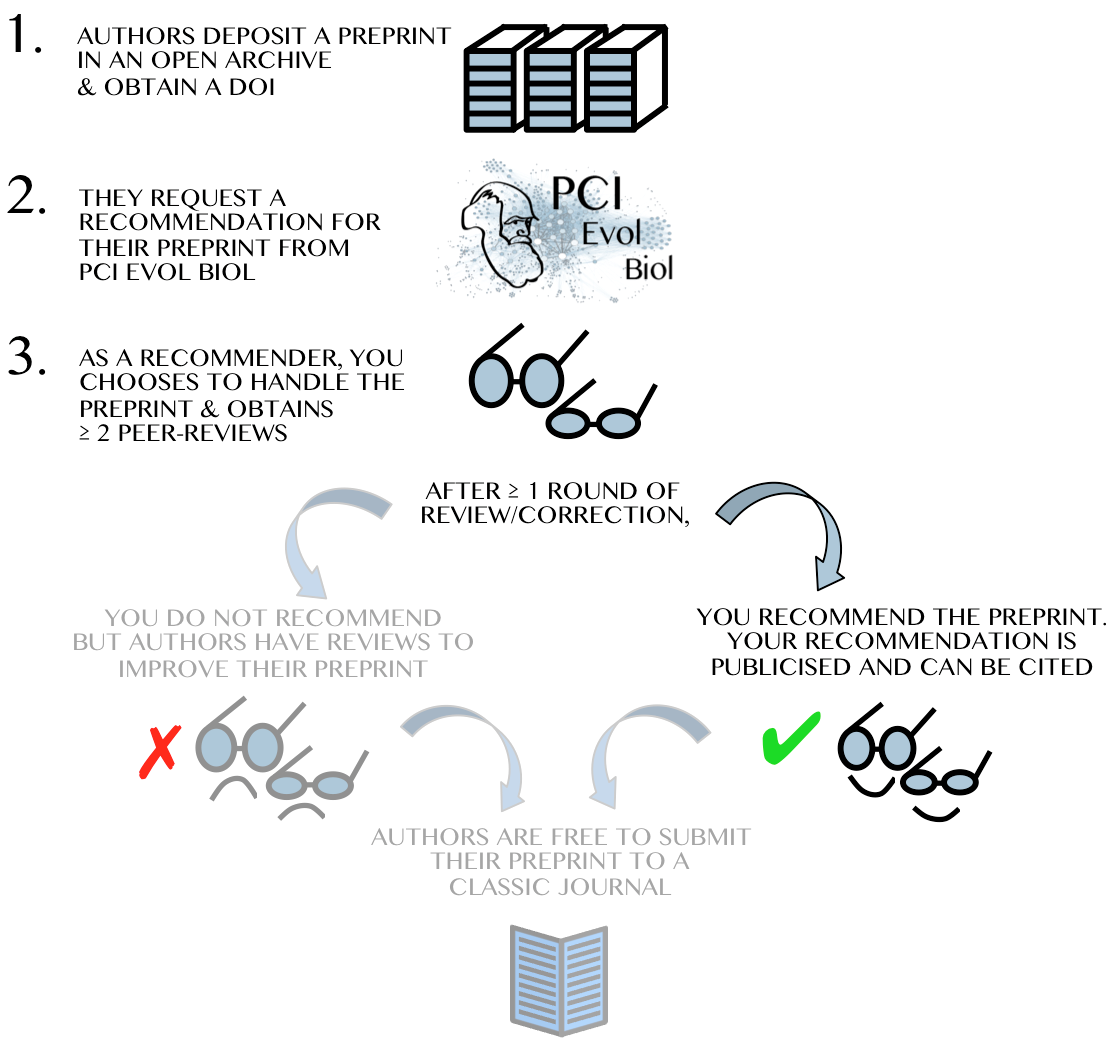 1. AUTHORS DEPOSIT A PREPRINT
IN AN OPEN ARCHIVE
& OBTAIN A DOI
2. THEY REQUEST A
RECOMMENDATION FOR
THEIR PREPRINT FROM
PCI EVOL BIOL
PCI
Evol
Biol
3. AS A RECOMMENDER, YOU
CHOOSES TO HANDLE THE
PREPRINT & OBTAINS
≥ 2 PEER-REVIEWS
AFTER ≥ 1 ROUND OF
REVIEW/CORRECTION,
YOU DO NOT RECOMMEND
BUT AUTHORS HAVE REVIEWS TO
IMPROVE THEIR PREPRINT
YOU RECOMMEND THE PREPRINT.
YOUR RECOMMENDATION IS
PUBLICISED AND CAN BE CITED
AUTHORS ARE FREE TO SUBMIT
THEIR PREPRINT TO A
CLASSIC JOURNAL